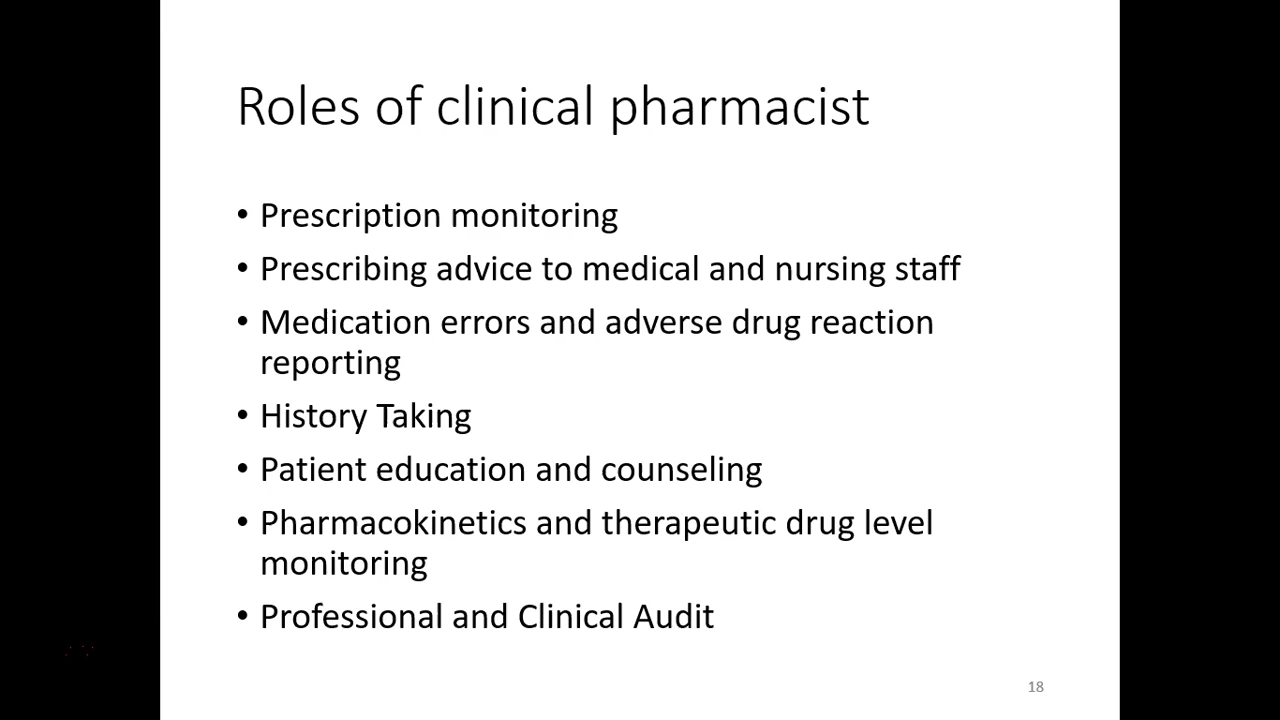 Roles of clinical pharmacist
• Prescription monitoring
• Prescribing advice to medical and nursing staff
• Medication errors and adverse drug reaction
reporting
• History Taking
• Patient education and counseling
• Pharmacokinetics and therapeutic drug level
monitoring
• Professional and Clinical Audit
18